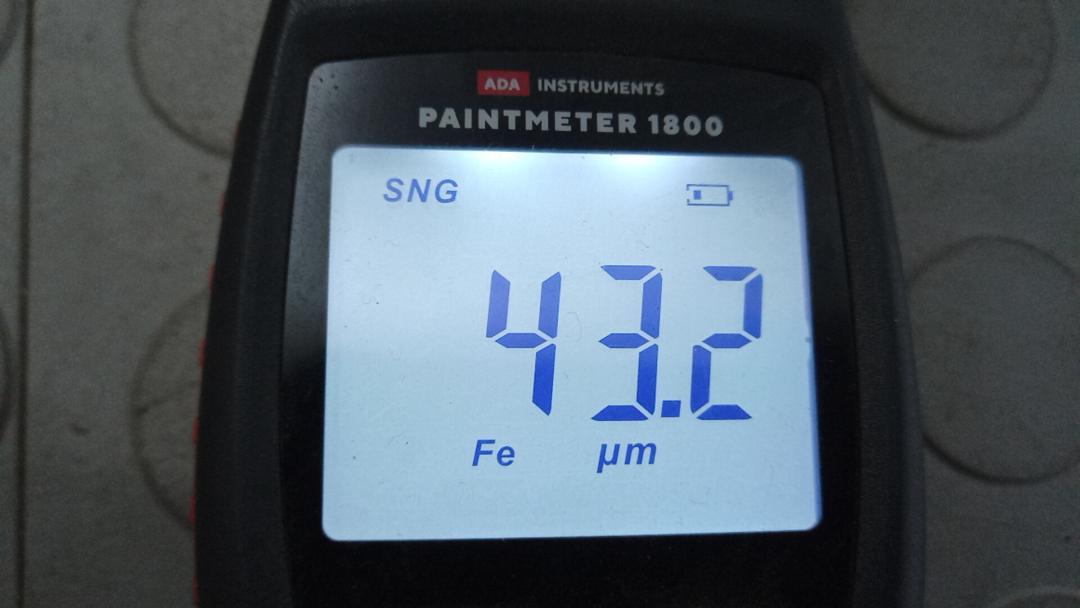 ADA INSTRUMENTS
PAINTMETER 1800
SNG
43.2
Fe µm